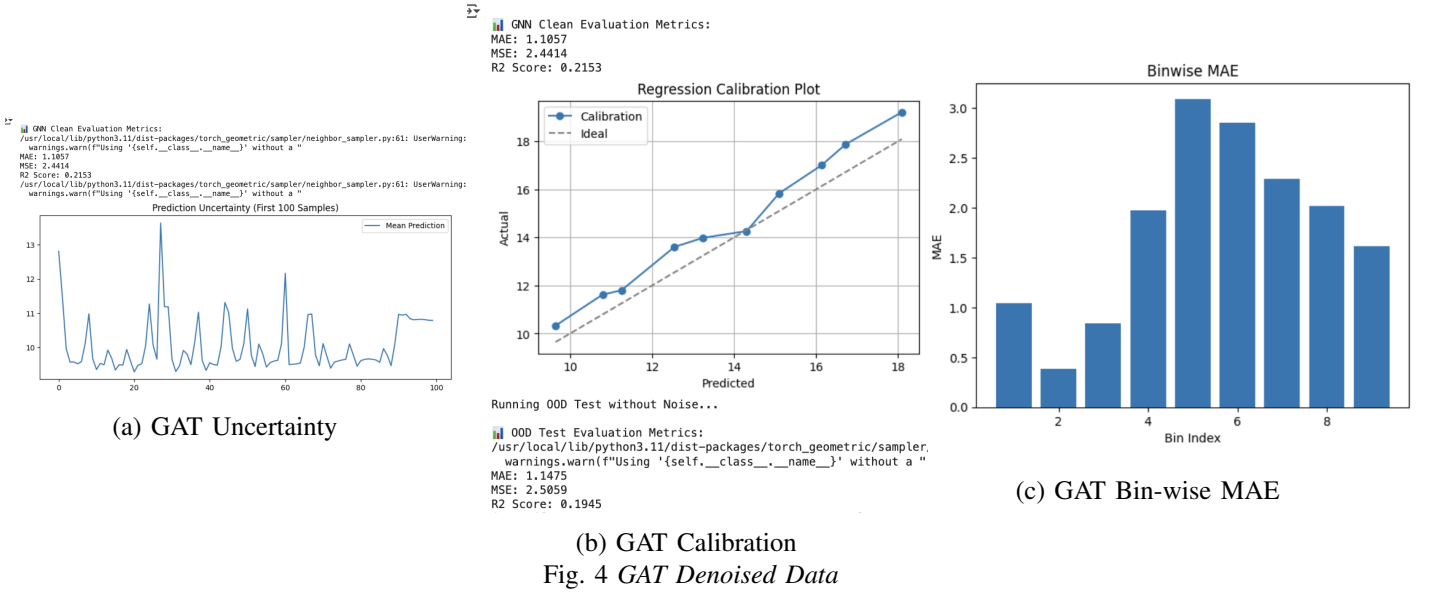 📊 GNN Clean Evaluation Metrics:
/usr/local/lib/python3.11/dist-packages/torch_geometric/sampler/neighbor_sampler.py:61: UserWarning:
warnings.warn(f"Using '{self.__class__.__name__}' without a "
MAE: 1.1057
MSE: 2.4414
R2 Score: 0.2153
/usr/local/lib/python3.11/dist-packages/torch_geometric/sampler/neighbor_sampler.py:61: UserWarning:
warnings.warn(f"Using '{self.__class__.__name__}' without a "
Prediction Uncertainty (First 100 Samples)
Mean Prediction
13
12
11
10
0 20 40 60 80 100
(a) GAT Uncertainty
📊 GNN Clean Evaluation Metrics:
MAE: 1.1057
MSE: 2.4414
R2 Score: 0.2153
Regression Calibration Plot
Calibration
Ideal
Actual
18
16
14
12
10
10 12 14 16 18
Predicted
Running OOD Test without Noise...
📊 OOD Test Evaluation Metrics:
/usr/local/lib/python3.11/dist-packages/torch_geometric/sampler,
warnings.warn(f"Using '{self.__class__.__name__}' without a "
MAE: 1.1475
MSE: 2.5059
R2 Score: 0.1945
(b) GAT Calibration
Binwise MAE
MAE
3.0
2.5
2.0
1.5
1.0
0.5
0.0
2 4 6 8
Bin Index
(c) GAT Bin-wise MAE
Fig. 4 GAT Denoised Data